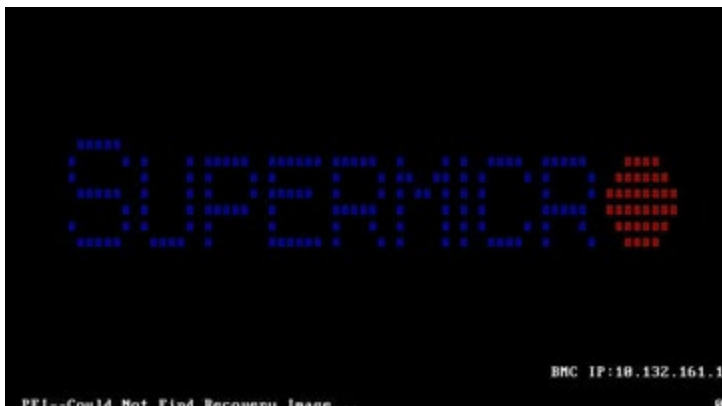 SUPERMICRO
BMC IP:10.132.161.1
PEI--Could Not Find Recovery Image